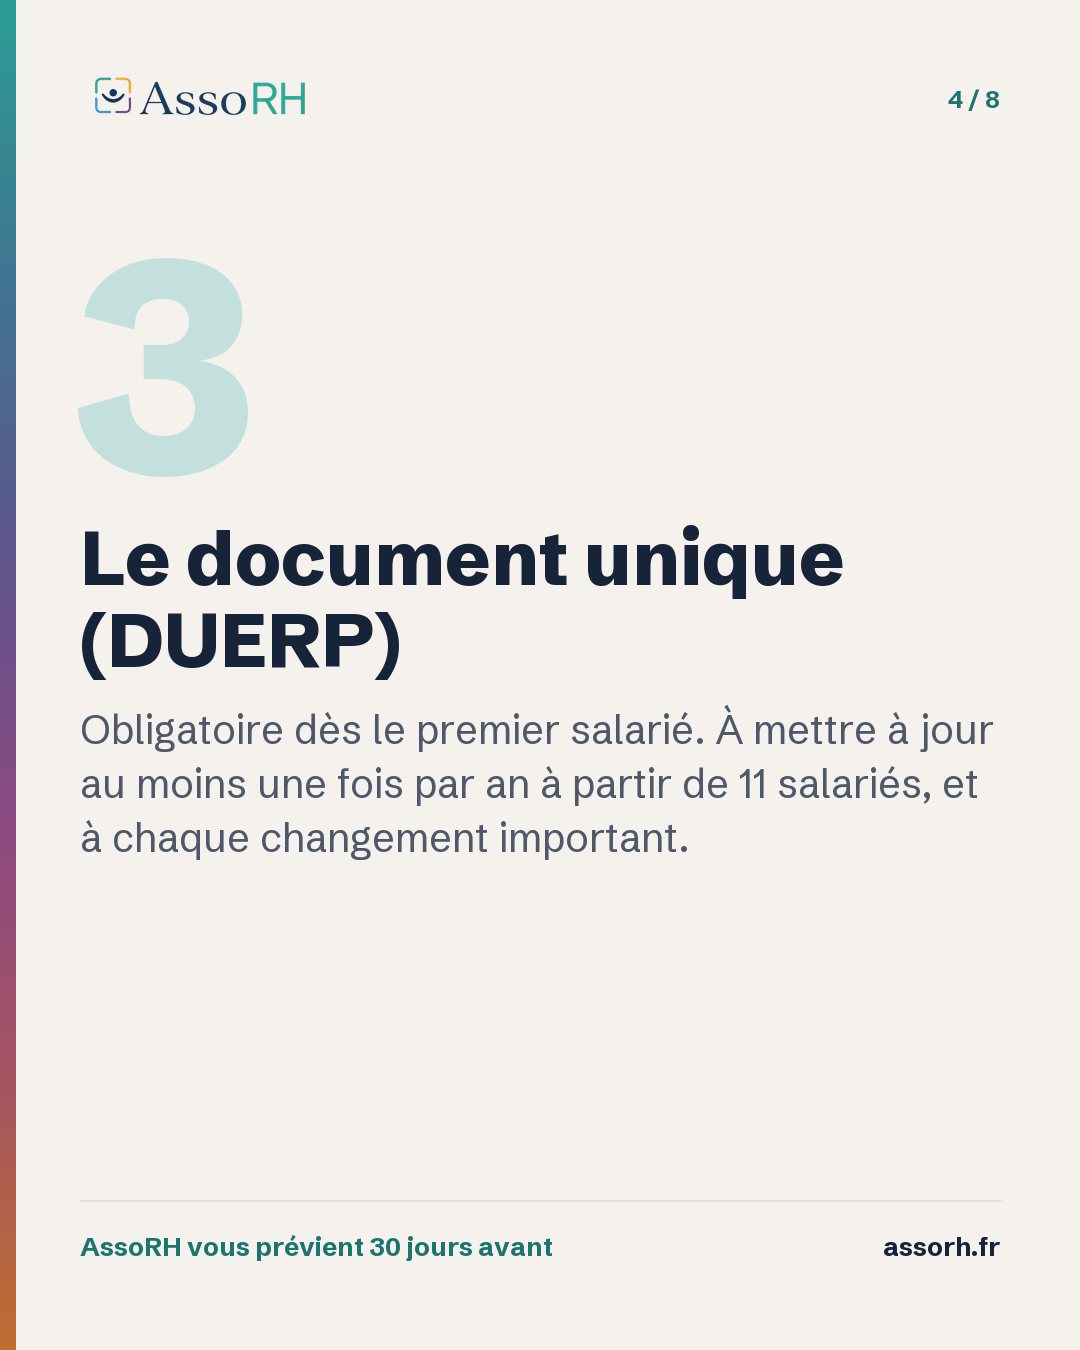 AssoRH
4 / 8
3
Le document unique
(DUERP)
Obligatoire dès le premier salarié. À mettre à jour
au moins une fois par an à partir de 11 salariés, et
à chaque changement important.
AssoRH vous prévient 30 jours avant
assorh.fr